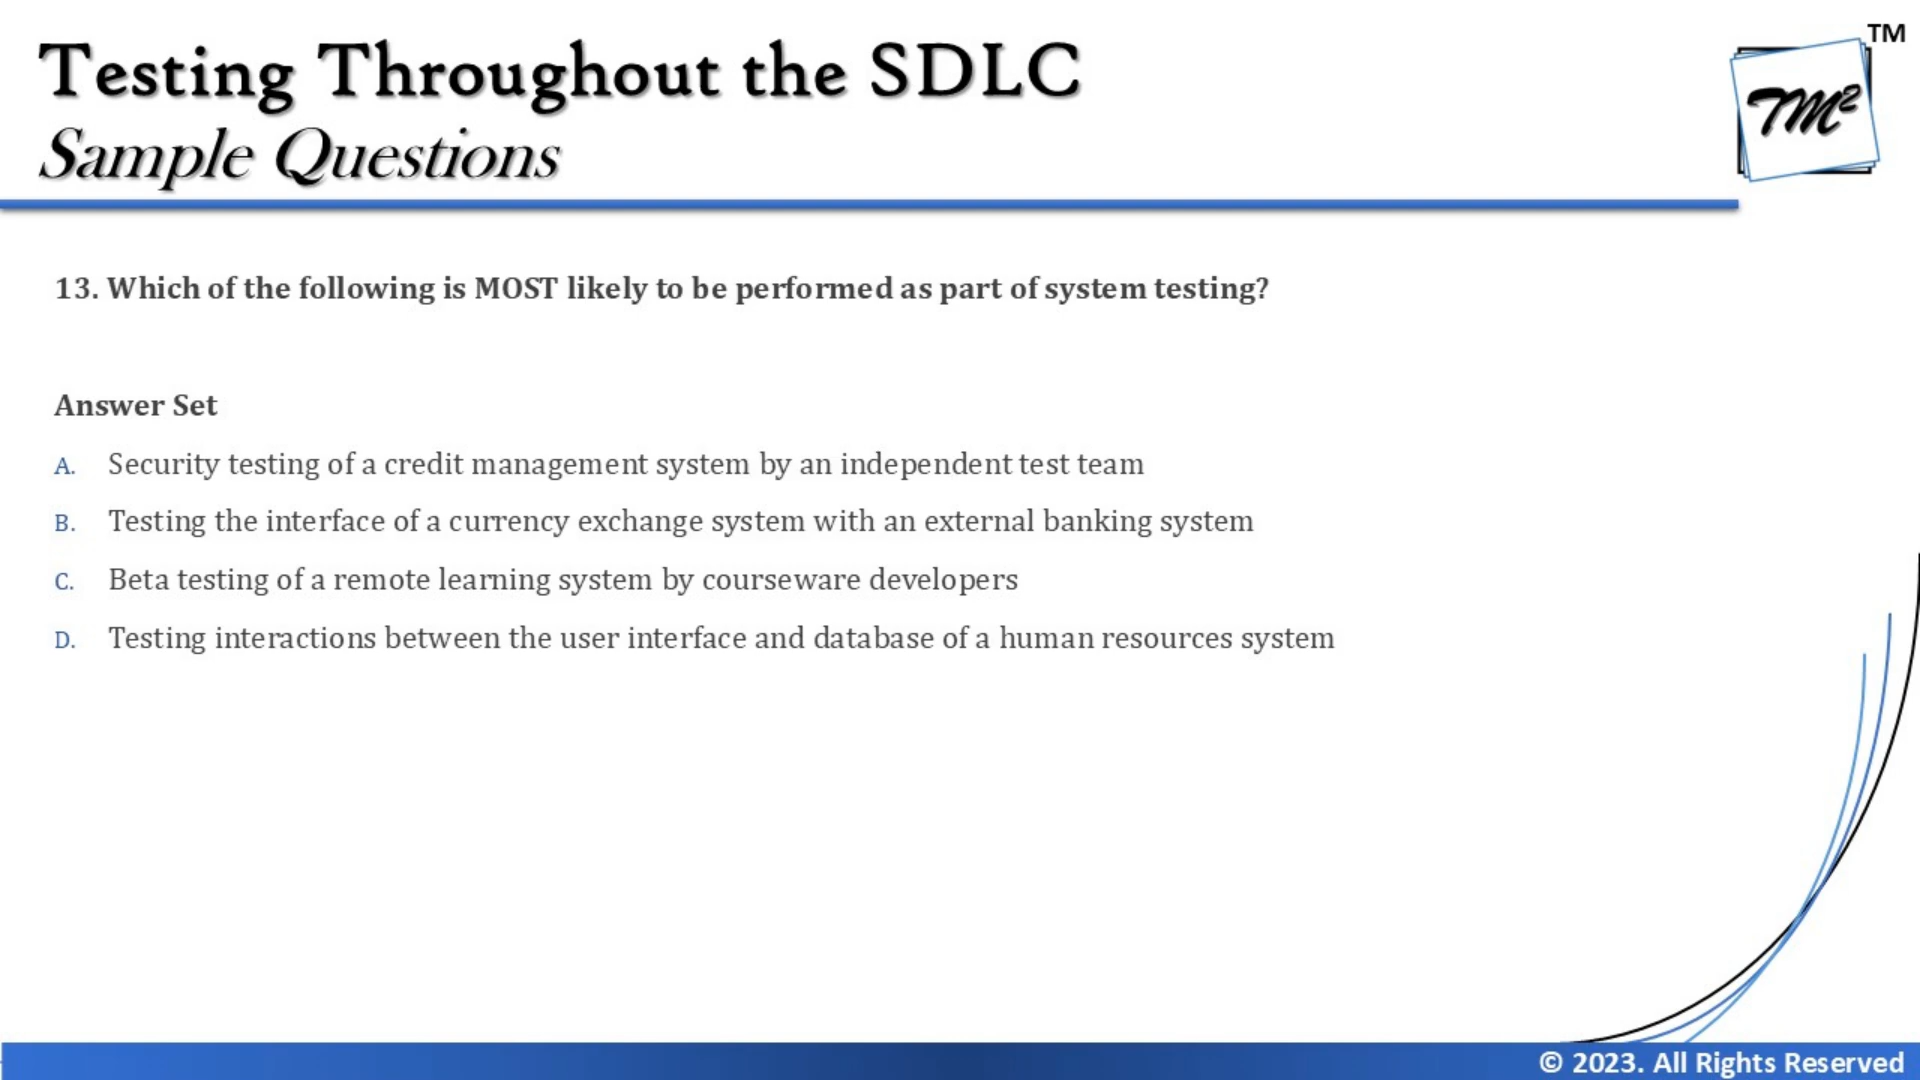 Testing Throughout the SDLC
Sample Questions
TM
TM²
13. Which of the following is MOST likely to be performed as part of system testing?
Answer Set
A. Security testing of a credit management system by an independent test team
B. Testing the interface of a currency exchange system with an external banking system
C. Beta testing of a remote learning system by courseware developers
D. Testing interactions between the user interface and database of a human resources system
© 2023. All Rights Reserved